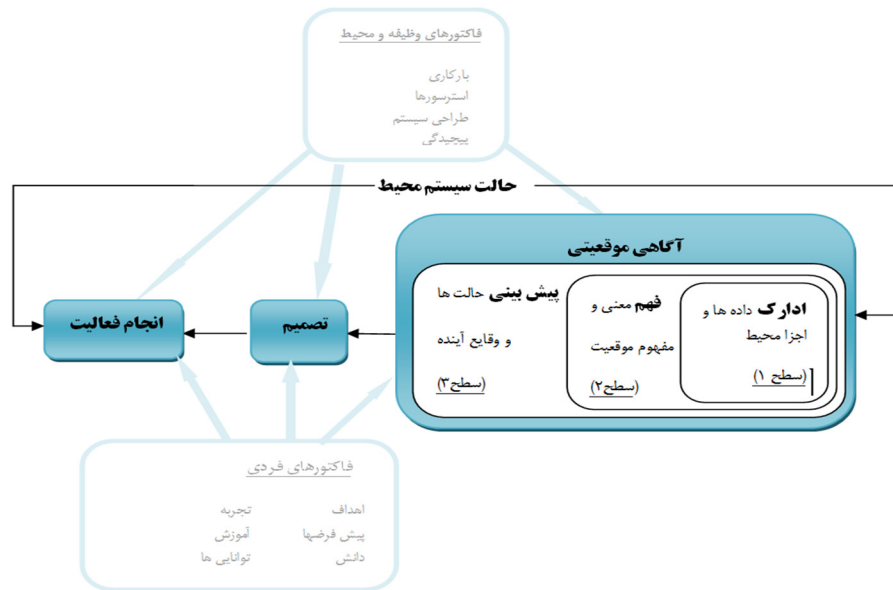 فاکتورهای وظیفه و محیط
بارکاری
استرسورها
طراحی سیستم
پیچیدگی
حالت سیستم محیط
آگاهی موقعیتی
ادارک داده ها و
اجزا محیط
(سطح ۱)
فهم معنی و
مفهوم موقعیت
(سطح۲)
پیش بینی حالت ها
و وقایع آینده
(سطح۳)
تصمیم
انجام فعالیت
فاکتورهای فردی
اهداف
پیش فرضها
دانش
تجربه
آموزش
توانایی ها